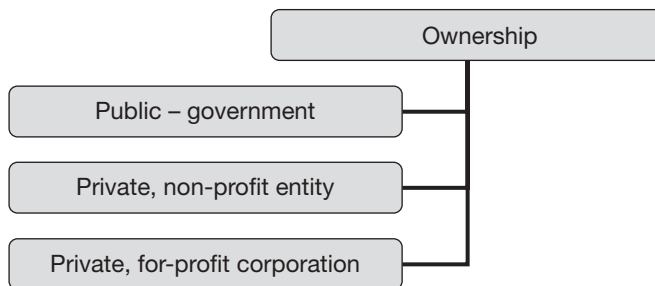 Ownership
Public – government
Private, non-profit entity
Private, for-profit corporation